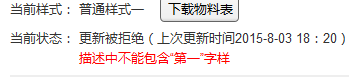 当前样式： 普通样式一 下载物料表
当前状态： 更新被拒绝（上次更新时间2015-8-03 18：20）
描述中不能包含“第一”字样